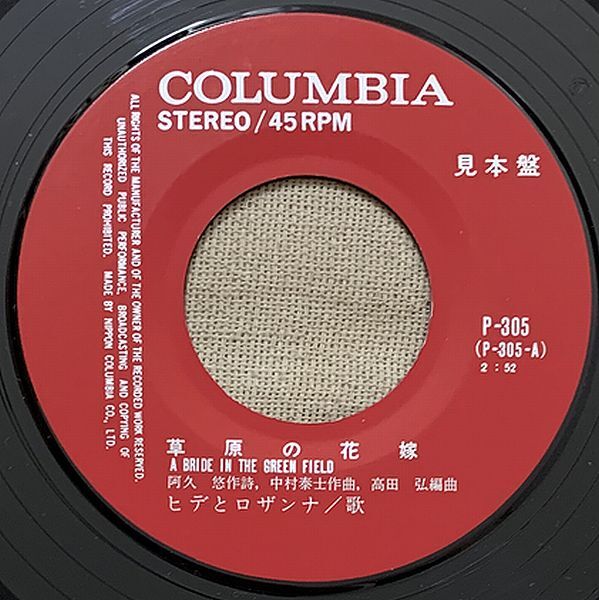 COLUMBIA
STEREO/45RPM
見本盤
ALL RIGHTS OF THE MANUFACTURER AND OF THE OWNER OF THE RECORDED WORK RESERVED.
UNAUTHORIZED PUBLIC PERFORMANCE, BROADCASTING AND COPYING OF
THIS RECORD PROHIBITED. MADE BY NIPPON COLUMBIA CO., LTD.
P-305
(P-305-A)
2:52
草原の花嫁
A BRIDE IN THE GREEN FIELD
阿久 悠作詩, 中村泰士作曲, 高田 弘編曲
ヒデとロザンナ/歌